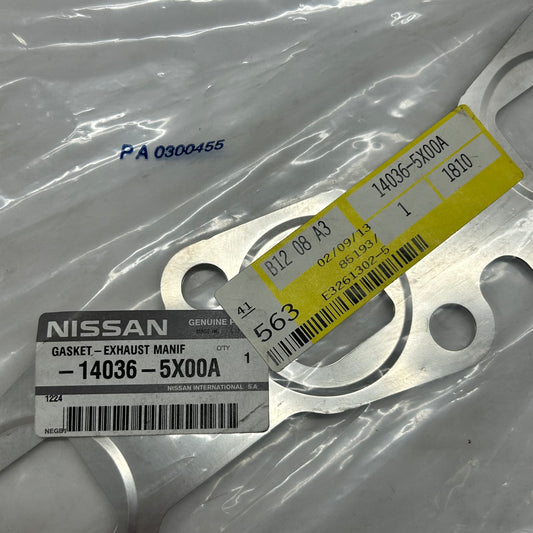 PA 0300455
14036-5X00A
1
1810
B12 08 A3
02/09/13
85193/
E3261302-5
41
563
NISSAN
GENUINE
GASKET-EXHAUST MANIF
QTY
-14036-5X00A
1
NISSAN INTERNATIONAL S.A
1224